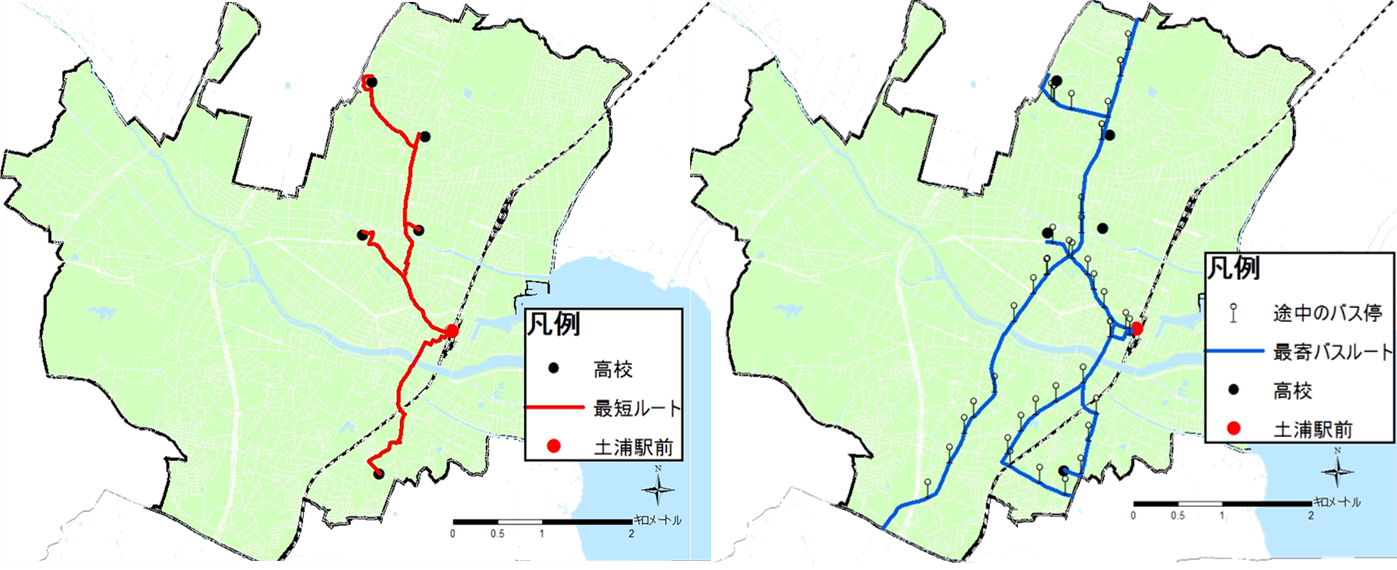 凡例
高校
最短ルート
土浦駅前
N
キロメートル
0 0.5 1 2
凡例
途中のバス停
最寄バスルート
高校
土浦駅前
N
キロメートル
0 0.5 1 2